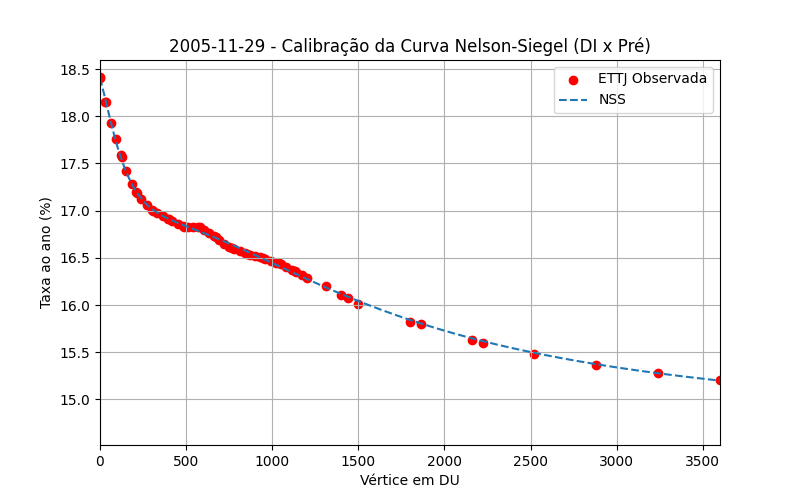 2005-11-29 - Calibração da Curva Nelson-Siegel (DI x Pré)
ETTJ Observada
NSS
Taxa ao ano (%)
18.5
18.0
17.5
17.0
16.5
16.0
15.5
15.0
0 500 1000 1500 2000 2500 3000 3500
Vértice em DU